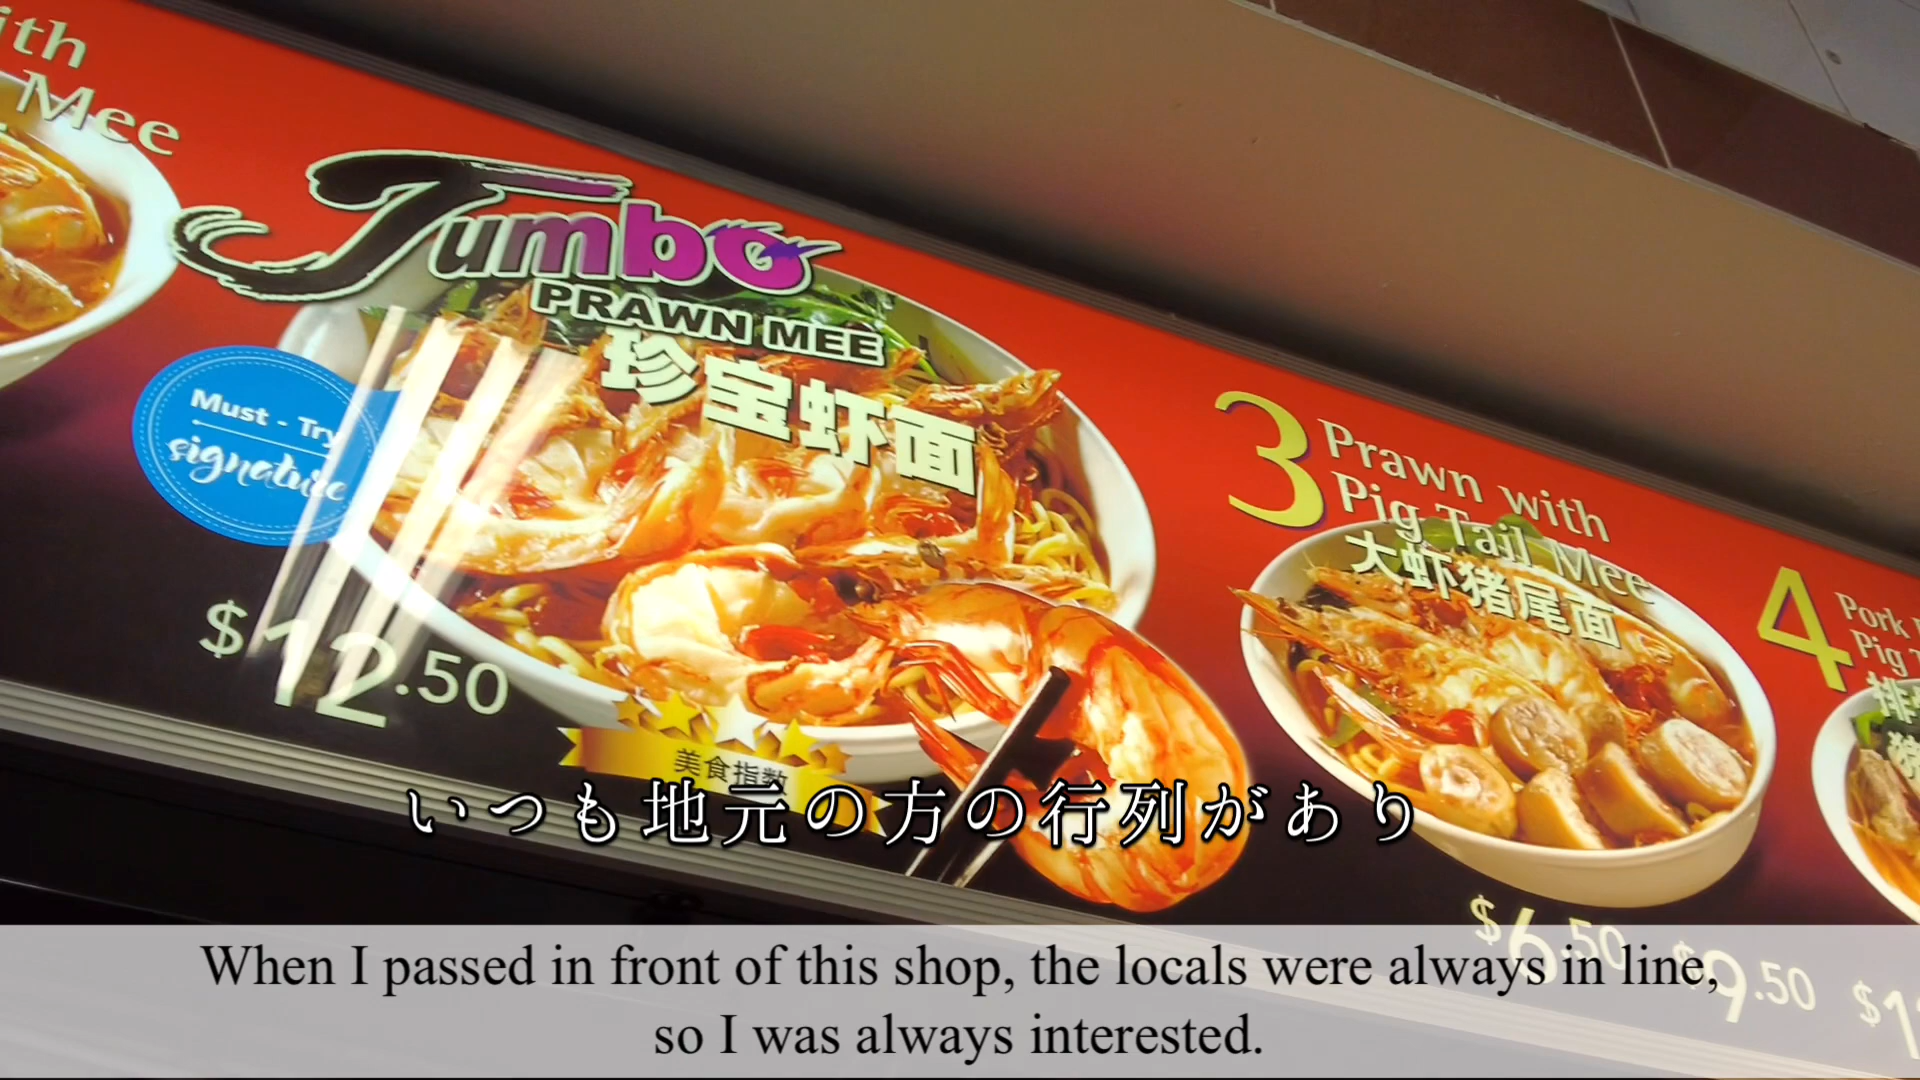 ith
Mee
Jumbo
PRAWN MEE
珍宝虾面
Must - Try
signature
$12.50
美食指数
3
Prawn with
Pig Tail Mee
大虾猪尾面
$6.50 $9.50
4
Pork
Pig
いつも地元の方の行列があり
When I passed in front of this shop, the locals were always in line,
so I was always interested.